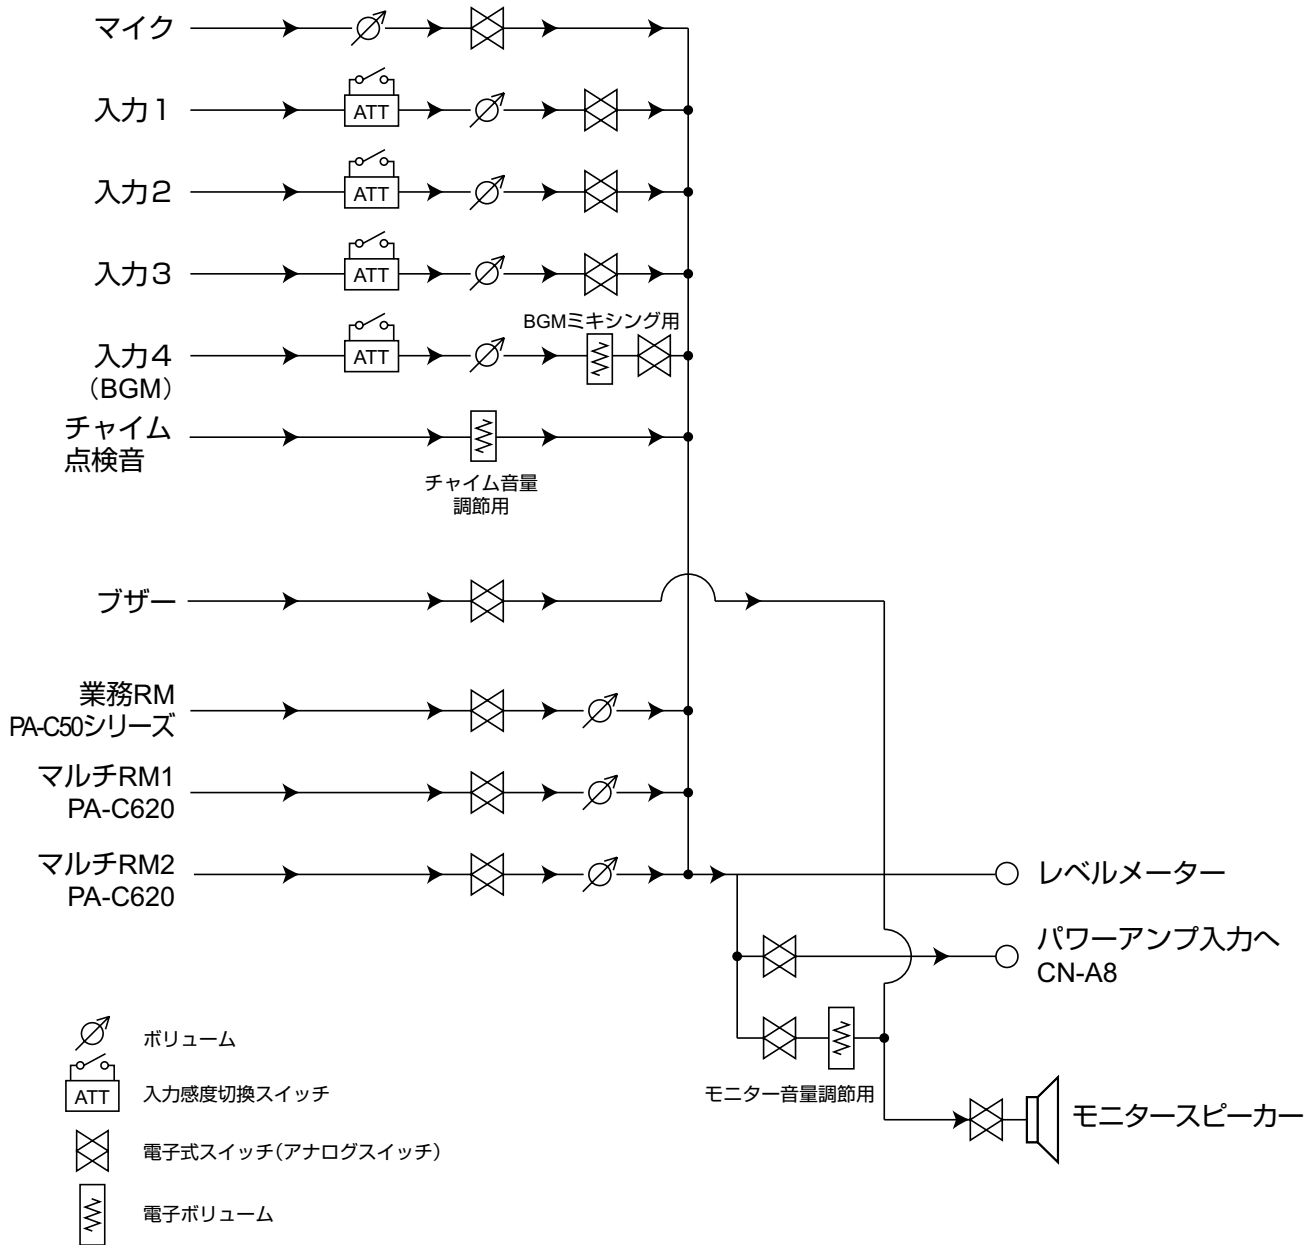 マイク
入力1
ATT
入力2
ATT
入力3
ATT
BGMミキシング用
入力4
(BGM)
ATT
チャイム
点検音
チャイム音量
調節用
ブザー
業務RM
PA-C50シリーズ
マルチRM1
PA-C620
マルチRM2
PA-C620
レベルメーター
パワーアンプ入力へ
CN-A8
モニター音量調節用
モニタースピーカー
ボリューム
ATT
入力感度切換スイッチ
電子式スイッチ(アナログスイッチ)
電子ボリューム